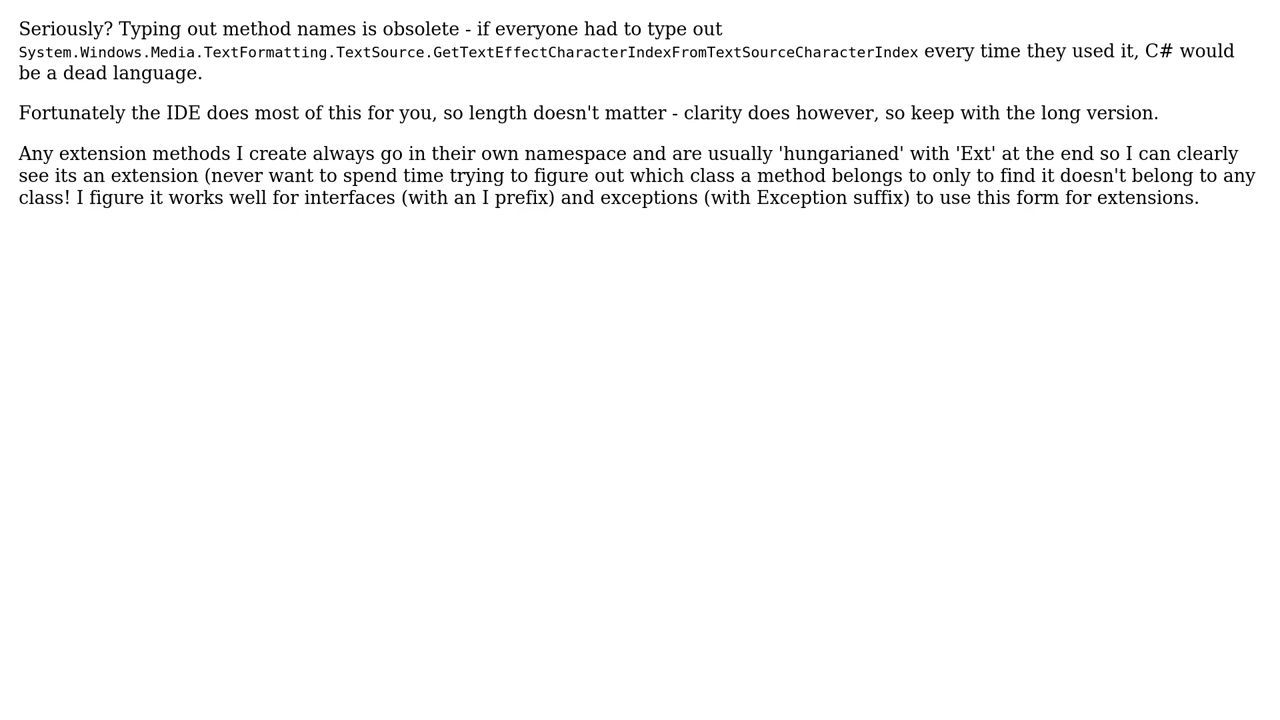 Seriously? Typing out method names is obsolete - if everyone had to type out
System.Windows.Media.TextFormatting.TextSource.GetTextEffectCharacterIndexFromTextSourceCharacterIndex every time they used it, C# would
be a dead language.
Fortunately the IDE does most of this for you, so length doesn't matter - clarity does however, so keep with the long version.
Any extension methods I create always go in their own namespace and are usually 'hungarianed' with 'Ext' at the end so I can clearly
see its an extension (never want to spend time trying to figure out which class a method belongs to only to find it doesn't belong to any
class! I figure it works well for interfaces (with an I prefix) and exceptions (with Exception suffix) to use this form for extensions.